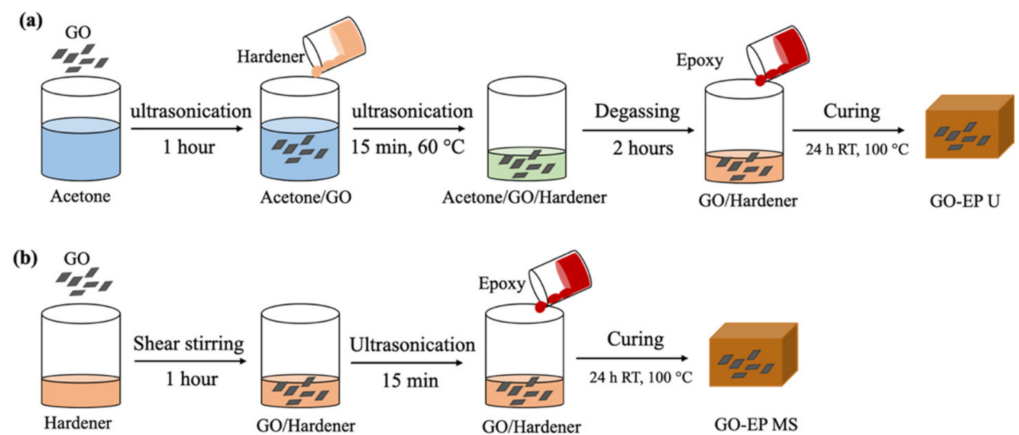 (a)
GO
Hardener
Epoxy
ultrasonication
1 hour
ultrasonication
15 min, 60 °C
Degassing
2 hours
Curing
24 h RT, 100 °C
Acetone
Acetone/GO
Acetone/GO/Hardener
GO/Hardener
GO-EP U
(b)
GO
Epoxy
Shear stirring
1 hour
Ultrasonication
15 min
Curing
24 h RT, 100 °C
Hardener
GO/Hardener
GO/Hardener
GO-EP MS